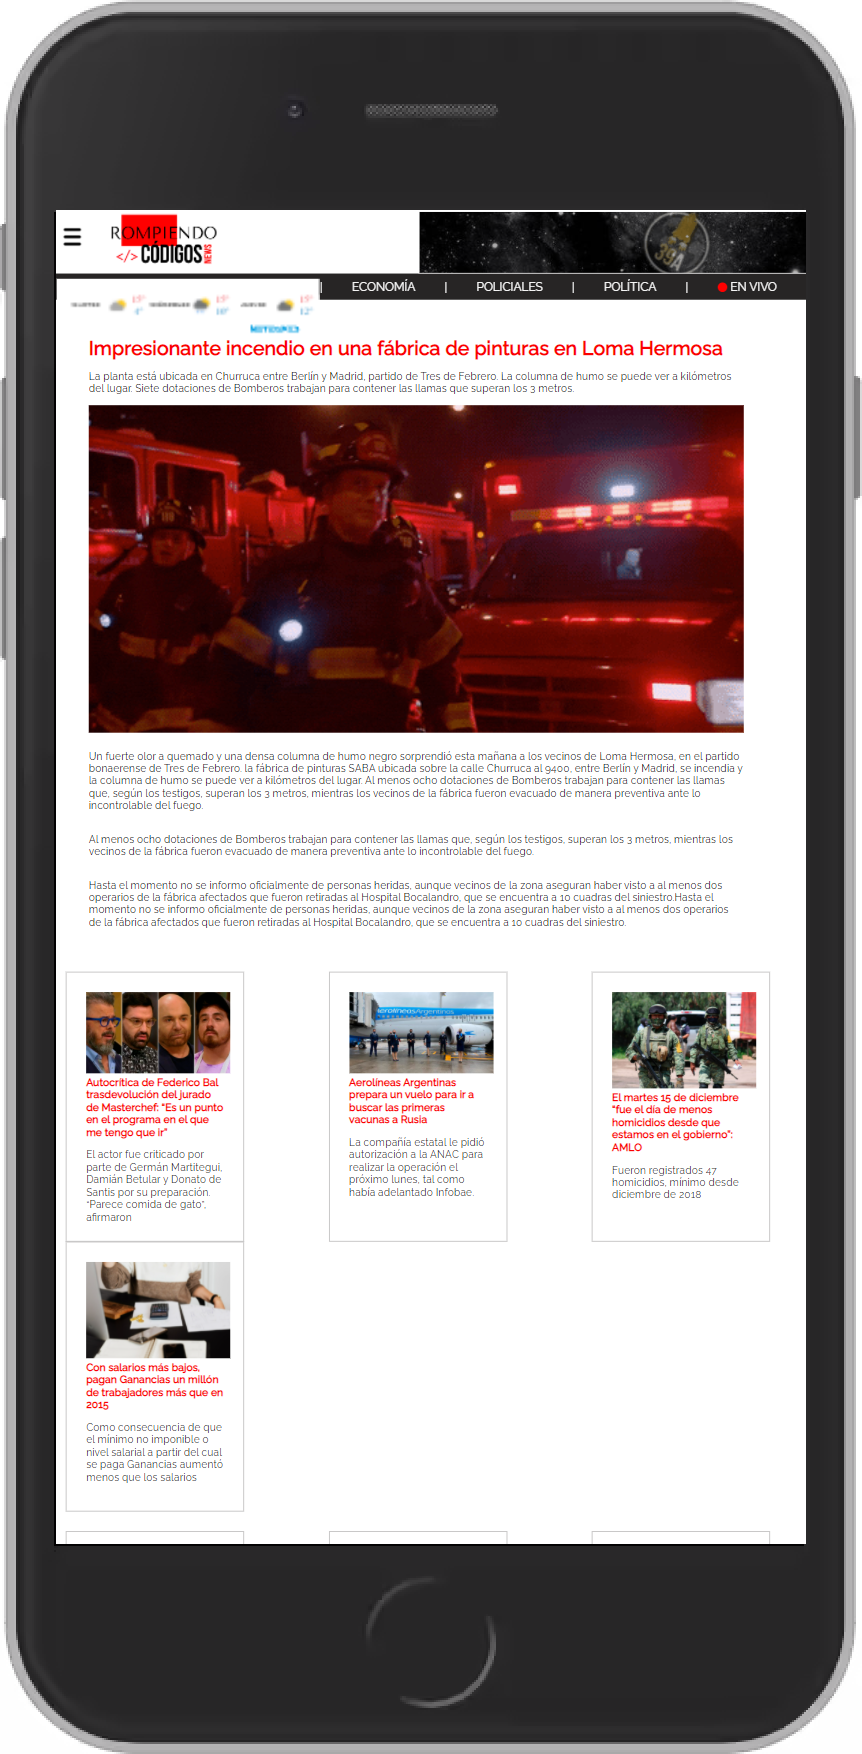 ROMPIENDO
</> CÓDIGOS NEWS
39A
MARTES 15° 4° MIÉRCOLES 15° 10° JUEVES 15° 12°
METEORED
| ECONOMÍA | POLICIALES | POLÍTICA | EN VIVO
Impresionante incendio en una fábrica de pinturas en Loma Hermosa
La planta está ubicada en Churruca entre Berlín y Madrid, partido de Tres de Febrero. La columna de humo se puede ver a kilómetros
del lugar. Siete dotaciones de Bomberos trabajan para contener las llamas que superan los 3 metros.
Un fuerte olor a quemado y una densa columna de humo negro sorprendió esta mañana a los vecinos de Loma Hermosa, en el partido
bonaerense de Tres de Febrero. la fábrica de pinturas SABA ubicada sobre la calle Churruca al 9400, entre Berlín y Madrid, se incendia y
la columna de humo se puede ver a kilómetros del lugar. Al menos ocho dotaciones de Bomberos trabajan para contener las llamas
que, según los testigos, superan los 3 metros, mientras los vecinos de la fábrica fueron evacuado de manera preventiva ante lo
incontrolable del fuego.
Al menos ocho dotaciones de Bomberos trabajan para contener las llamas que, según los testigos, superan los 3 metros, mientras los
vecinos de la fábrica fueron evacuado de manera preventiva ante lo incontrolable del fuego.
Hasta el momento no se informo oficialmente de personas heridas, aunque vecinos de la zona aseguran haber visto a al menos dos
operarios de la fábrica afectados que fueron retiradas al Hospital Bocalandro, que se encuentra a 10 cuadras del siniestro.Hasta el
momento no se informo oficialmente de personas heridas, aunque vecinos de la zona aseguran haber visto a al menos dos operarios
de la fábrica afectados que fueron retiradas al Hospital Bocalandro, que se encuentra a 10 cuadras del siniestro.
Autocrítica de Federico Bal
trasdevolución del jurado
de Masterchef: "Es un punto
en el programa en el que
me tengo que ir"
El actor fue criticado por
parte de Germán Martitegui,
Damián Betular y Donato de
Santis por su preparación.
"Parece comida de gato",
afirmaron
Aerolíneas Argentinas
Aerolíneas Argentinas
prepara un vuelo para ir a
buscar las primeras
vacunas a Rusia
La compañía estatal le pidió
autorización a la ANAC para
realizar la operación el
próximo lunes, tal como
había adelantado Infobae.
El martes 15 de diciembre
"fue el día de menos
homicidios desde que
estamos en el gobierno":
AMLO
Fueron registrados 47
homicidios, mínimo desde
diciembre de 2018
Con salarios más bajos,
pagan Ganancias un millón
de trabajadores más que en
2015
Como consecuencia de que
el mínimo no imponible o
nivel salarial a partir del cual
se paga Ganancias aumentó
menos que los salarios